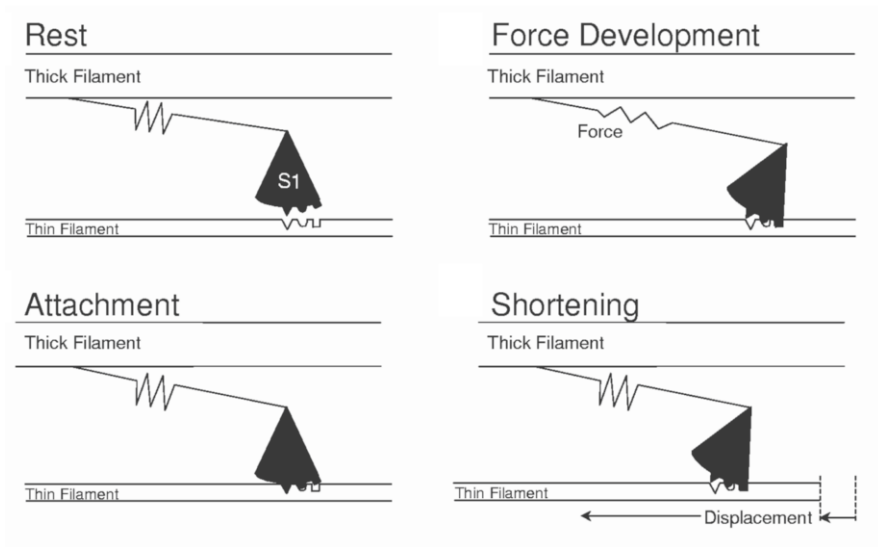 Rest
Thick Filament
S1
Thin Filament
Force Development
Thick Filament
Force
Thin Filament
Attachment
Thick Filament
Thin Filament
Shortening
Thick Filament
Thin Filament
Displacement